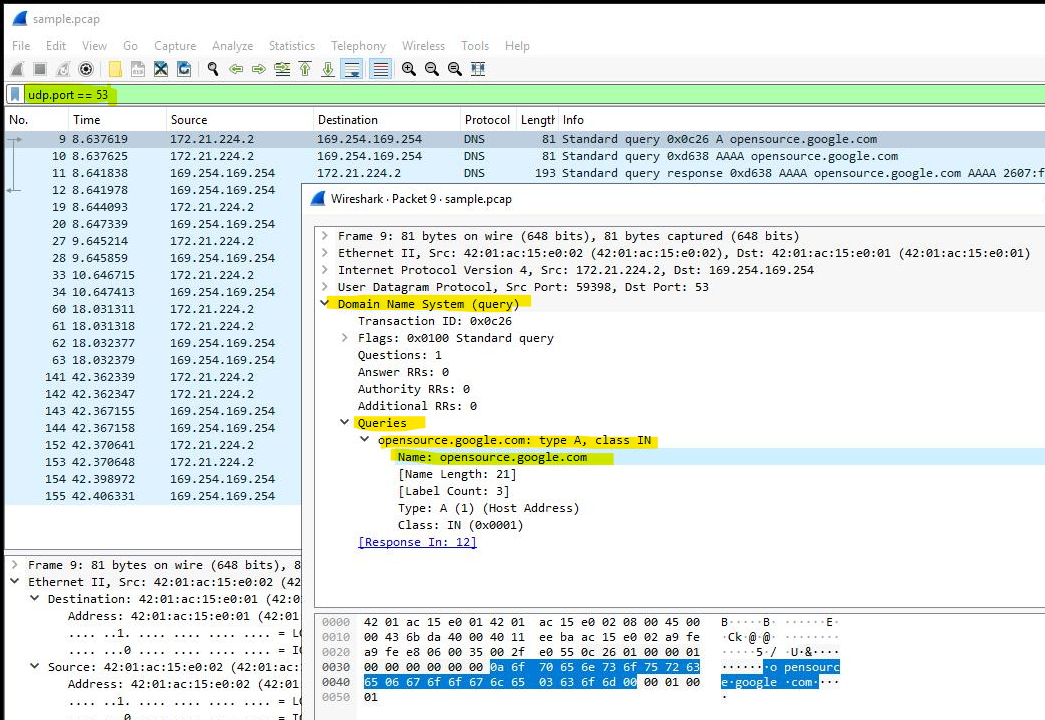 sample.pcap
File Edit View Go Capture Analyze Statistics Telephony Wireless Tools Help
udp.port == 53
No. Time Source Destination Protocol Length Info
9 8.637619 172.21.224.2 169.254.169.254 DNS 81 Standard query 0x0c26 A opensource.google.com
10 8.637625 172.21.224.2 169.254.169.254 DNS 81 Standard query 0xd638 AAAA opensource.google.com
11 8.641838 169.254.169.254 172.21.224.2 DNS 193 Standard query response 0xd638 AAAA opensource.google.com AAAA 2607:f
12 8.641978 169.254.169.254
19 8.644093 172.21.224.2
20 8.647339 169.254.169.254
27 9.645214 172.21.224.2
28 9.645859 169.254.169.254
33 10.646715 172.21.224.2
34 10.647413 169.254.169.254
60 18.031311 172.21.224.2
61 18.031318 172.21.224.2
62 18.032377 169.254.169.254
63 18.032379 169.254.169.254
141 42.362339 172.21.224.2
142 42.362347 172.21.224.2
143 42.367155 169.254.169.254
144 42.367158 169.254.169.254
152 42.370641 172.21.224.2
153 42.370648 172.21.224.2
154 42.398972 169.254.169.254
155 42.406331 169.254.169.254
Frame 9: 81 bytes on wire (648 bits), 8
Ethernet II, Src: 42:01:ac:15:e0:02 (42
Destination: 42:01:ac:15:e0:01 (42:0
Address: 42:01:ac:15:e0:01 (42:01
.... ..1. .... .... .... .... = L
.... ...0 .... .... .... .... = I
Source: 42:01:ac:15:e0:02 (42:01:ac:
Address: 42:01:ac:15:e0:02 (42:01
.... ..1. .... .... .... .... = L
.... ...0 .... .... .... .... = I
Wireshark · Packet 9 · sample.pcap
Frame 9: 81 bytes on wire (648 bits), 81 bytes captured (648 bits)
Ethernet II, Src: 42:01:ac:15:e0:02 (42:01:ac:15:e0:02), Dst: 42:01:ac:15:e0:01 (42:01:ac:15:e0:01)
Internet Protocol Version 4, Src: 172.21.224.2, Dst: 169.254.169.254
User Datagram Protocol, Src Port: 59398, Dst Port: 53
Domain Name System (query)
Transaction ID: 0x0c26
Flags: 0x0100 Standard query
Questions: 1
Answer RRs: 0
Authority RRs: 0
Additional RRs: 0
Queries
opensource.google.com: type A, class IN
Name: opensource.google.com
[Name Length: 21]
[Label Count: 3]
Type: A (1) (Host Address)
Class: IN (0x0001)
[Response In: 12]
0000 42 01 ac 15 e0 01 42 01 ac 15 e0 02 08 00 45 00 B·····B· ······E·
0010 00 43 6b da 40 00 40 11 ee ba ac 15 e0 02 a9 fe ·Ck·@·@· ········
0020 a9 fe e8 06 00 35 00 2f e0 55 0c 26 01 00 00 01 ·····5·/ ·U·&····
0030 00 00 00 00 00 00 0a 6f 70 65 6e 73 6f 75 72 63 ·······o pensourc
0040 65 06 67 6f 6f 67 6c 65 03 63 6f 6d 00 00 01 00 e·google ·com····
0050 01 ·